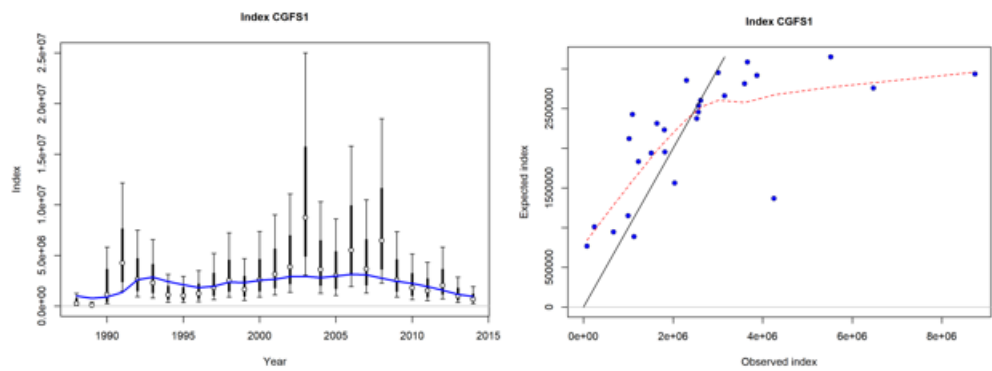 Index CGFS1
Index
0.0e+00
5.0e+06
1.0e+07
1.5e+07
2.0e+07
2.5e+07
1990
1995
2000
2005
2010
2015
Year
Index CGFS1
Expected index
0
500000
1500000
2500000
0e+00
2e+06
4e+06
6e+06
8e+06
Observed index